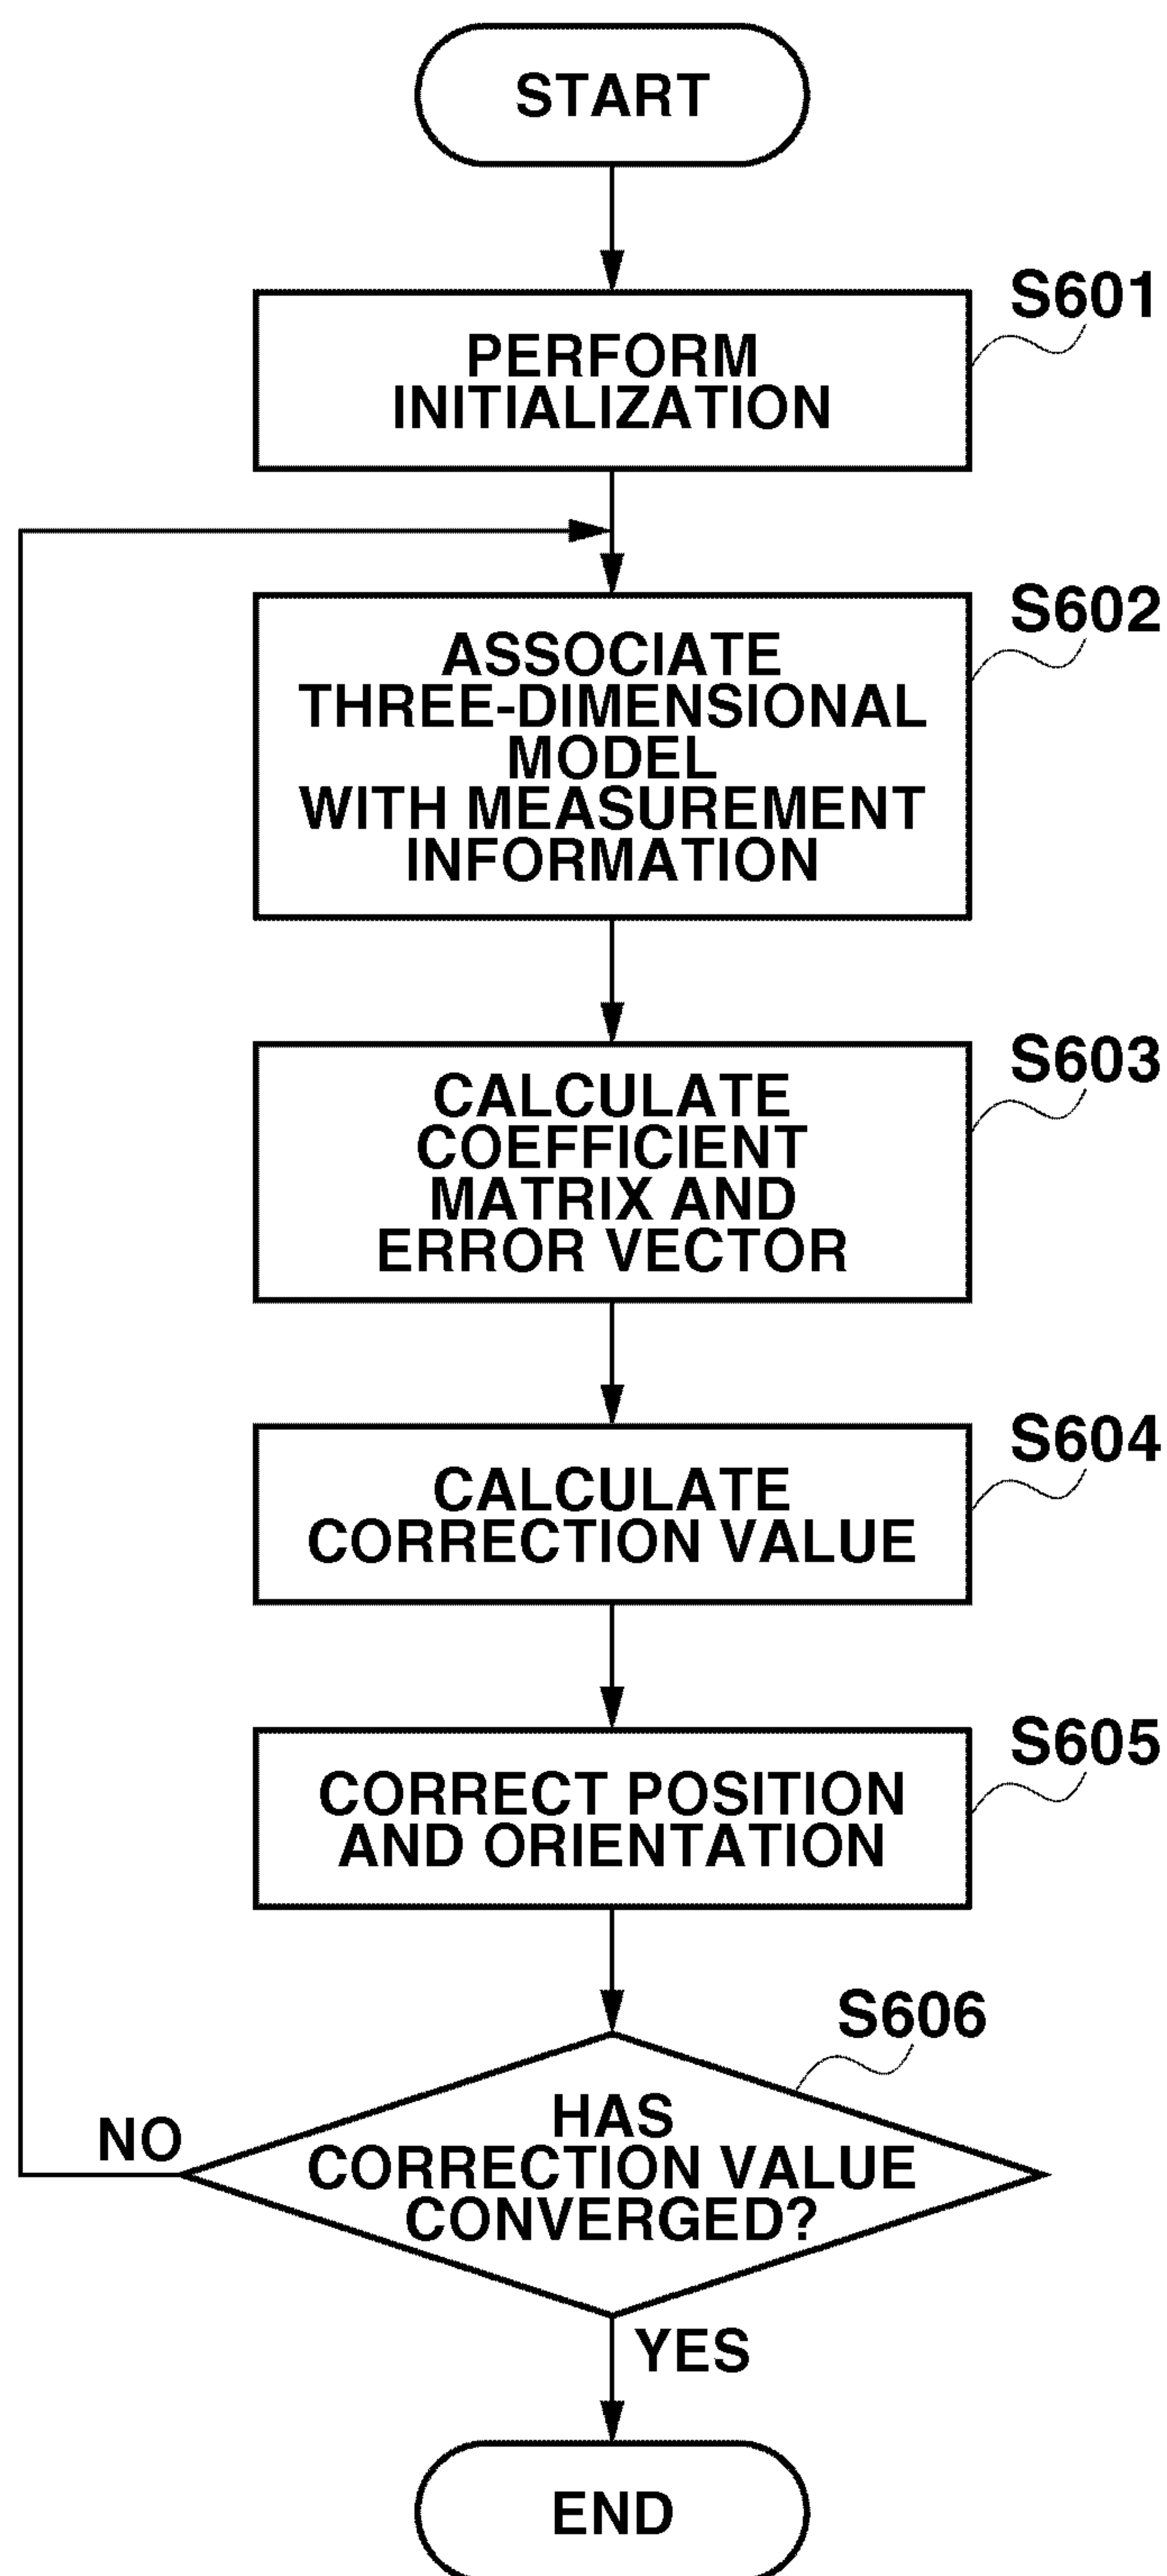 START
S601
PERFORM
INITIALIZATION
S602
ASSOCIATE
THREE-DIMENSIONAL
MODEL
WITH MEASUREMENT
INFORMATION
S603
CALCULATE
COEFFICIENT
MATRIX AND
ERROR VECTOR
S604
CALCULATE
CORRECTION VALUE
S605
CORRECT POSITION
AND ORIENTATION
S606
HAS
CORRECTION VALUE
CONVERGED?
NO
YES
END